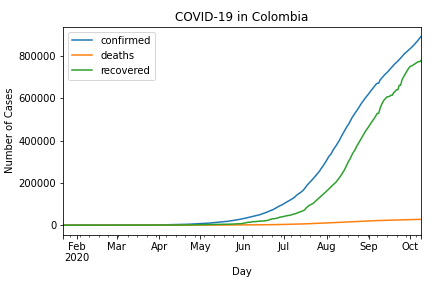 COVID-19 in Colombia
confirmed
deaths
recovered
Number of Cases
800000
600000
400000
200000
0
Feb Mar Apr May Jun Jul Aug Sep Oct
2020
Day